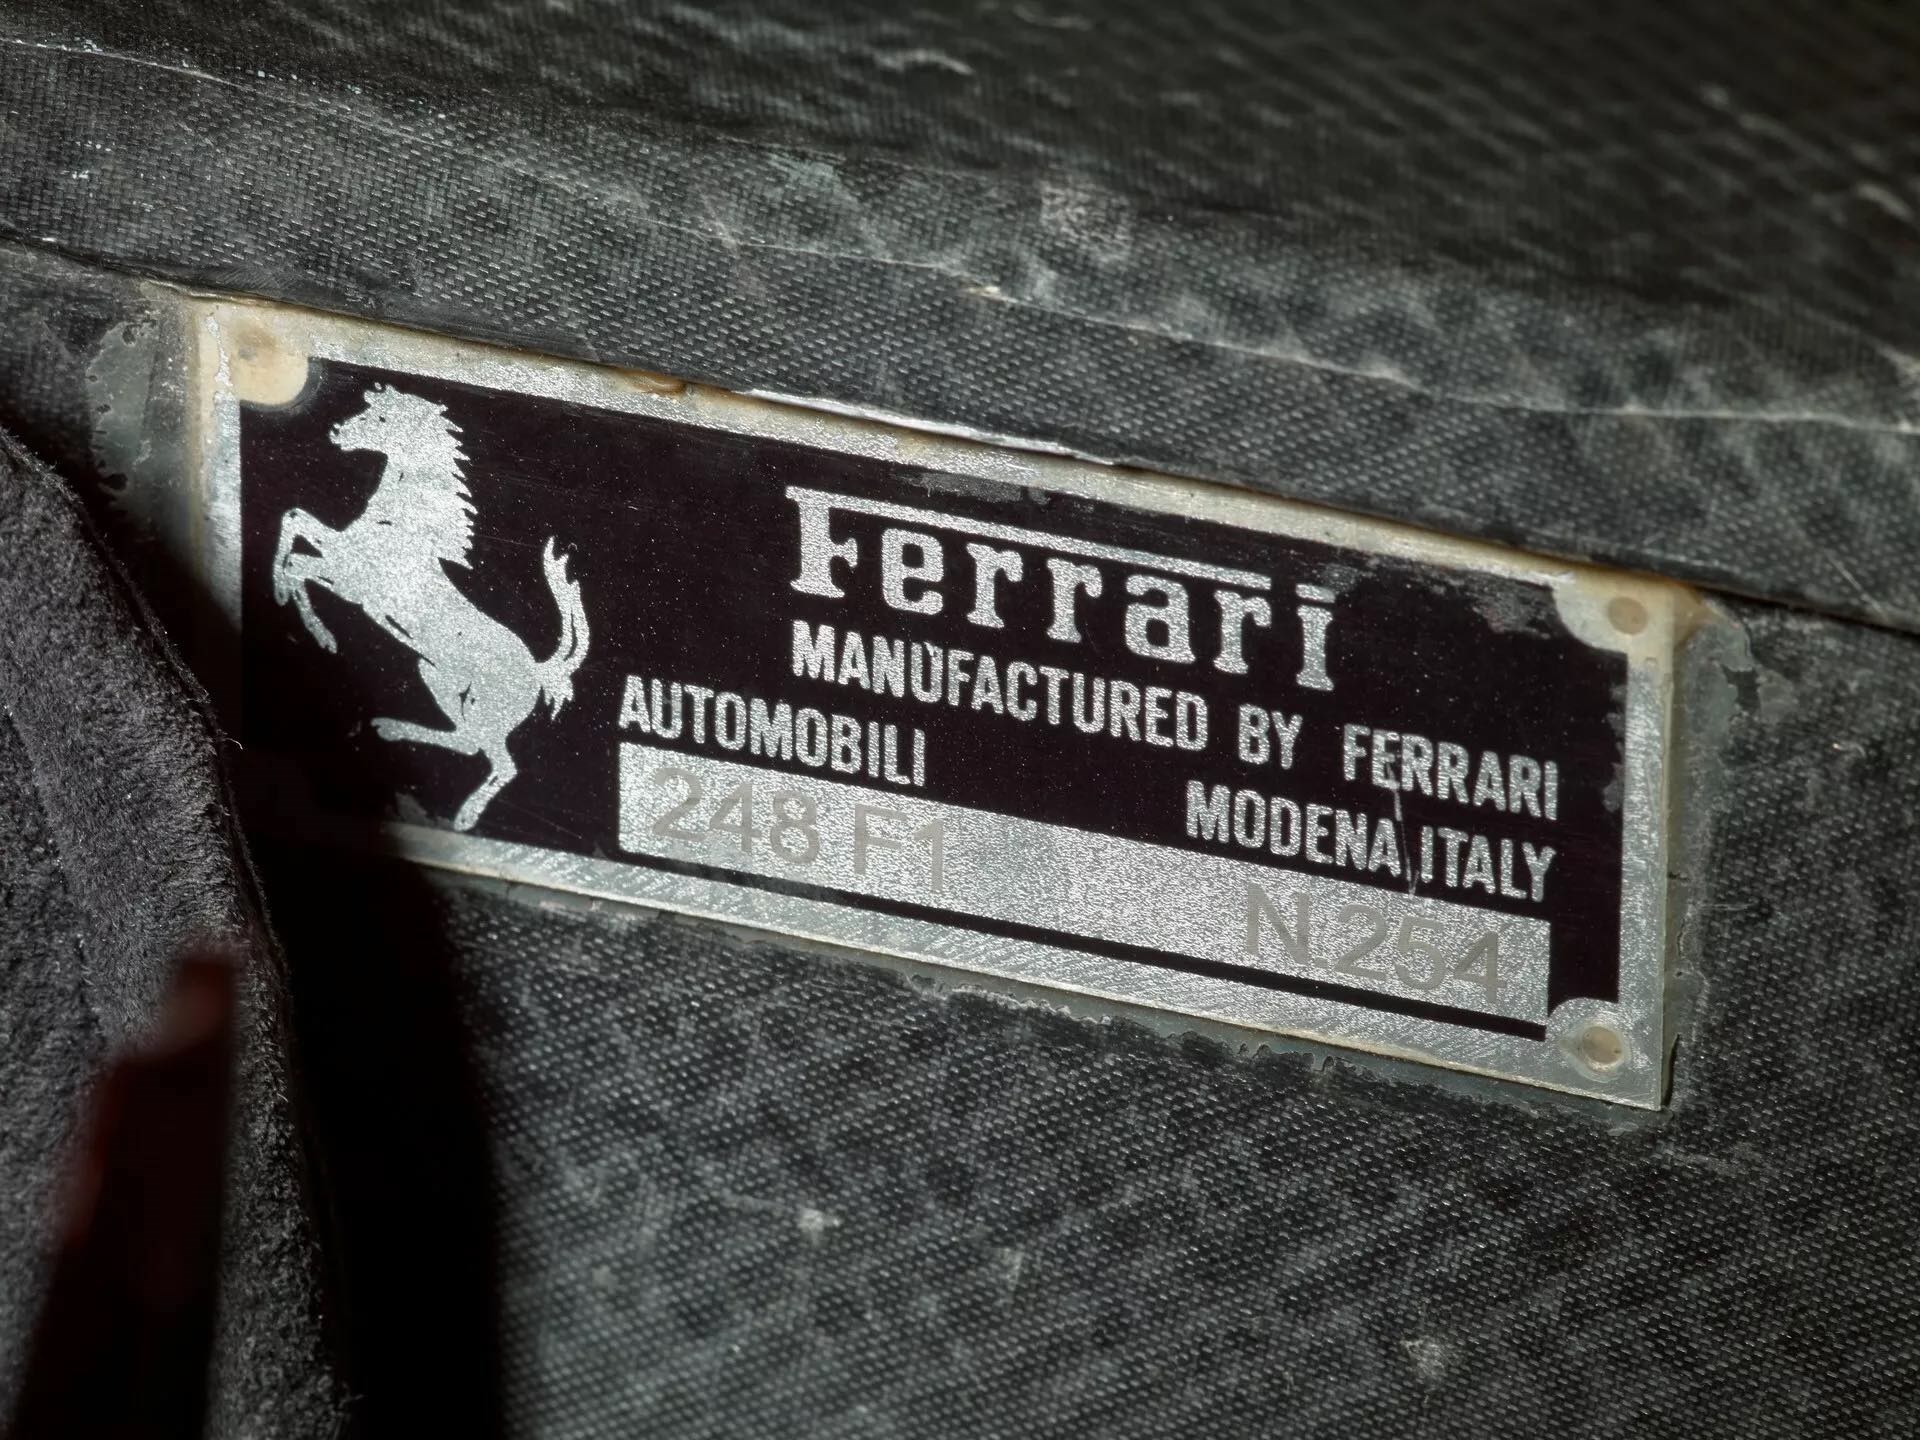 Ferrari
MANUFACTURED BY FERRARI
AUTOMOBILI MODENA ITALY
248 F1 N.254